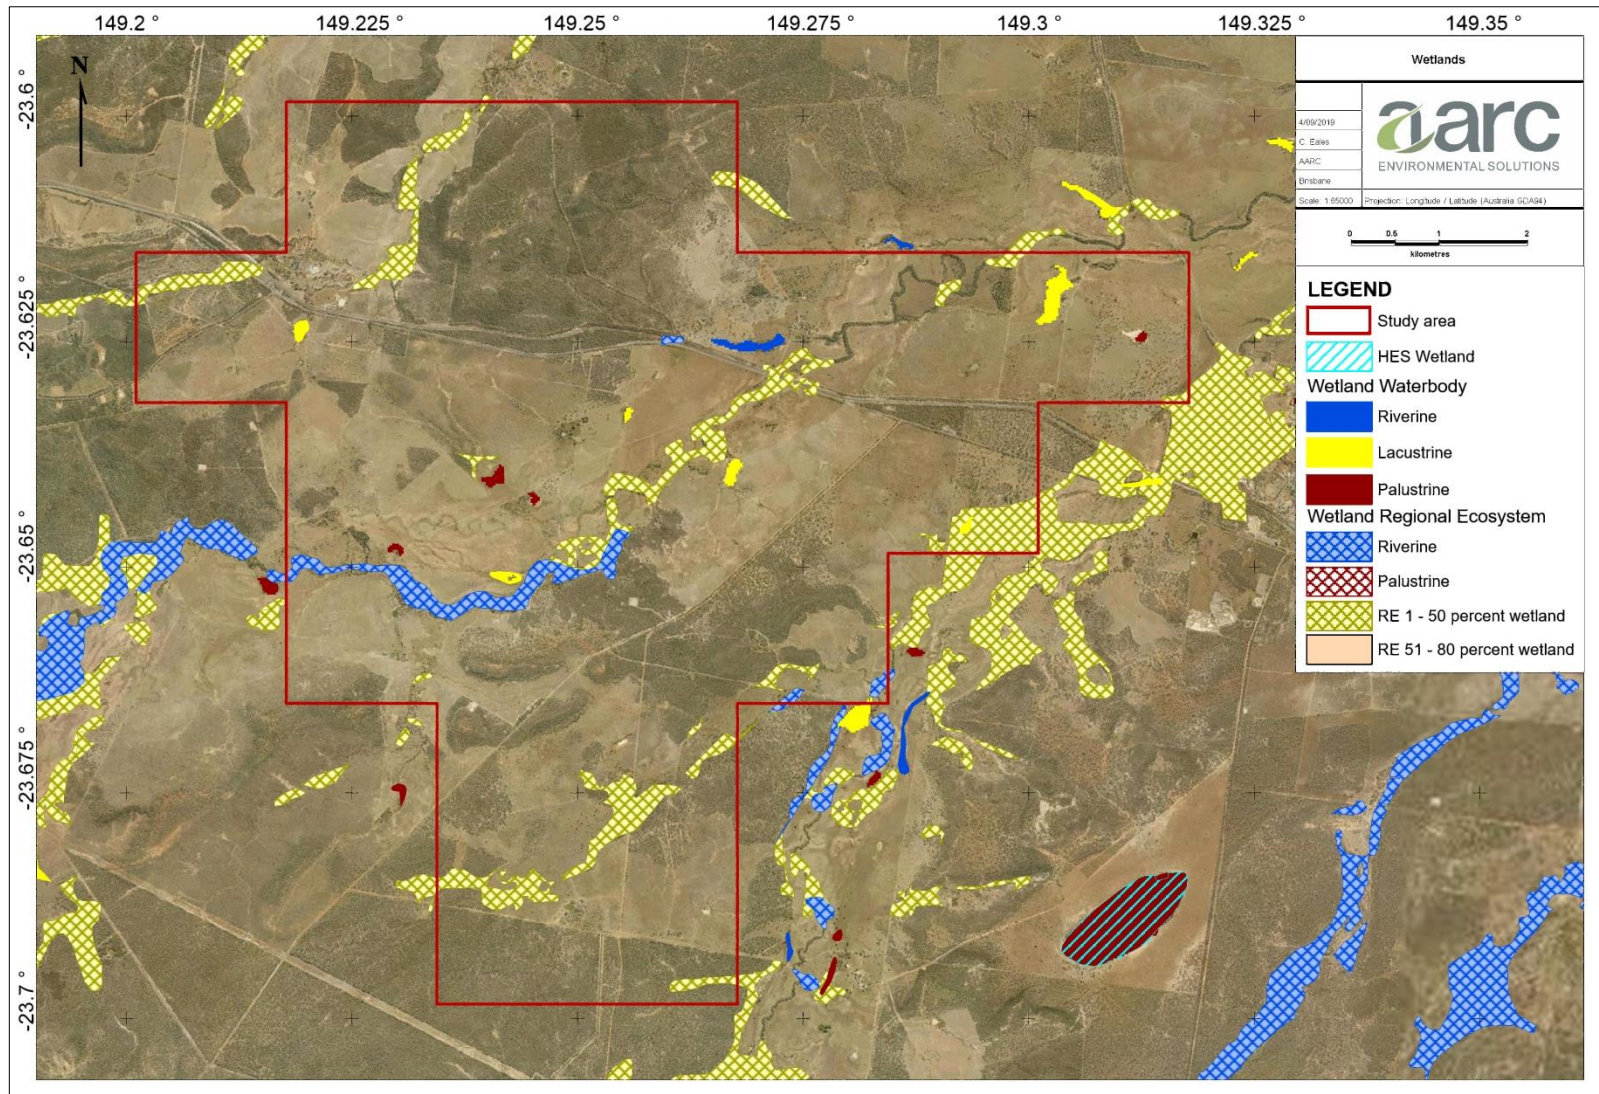 149.2 ° 149.225 ° 149.25 ° 149.275 ° 149.3 ° 149.325 ° 149.35 °
-23.6 °
-23.625 °
-23.65 °
-23.675 °
-23.7 °
N
Wetlands
4/09/2019
C. Eales
AARC
Brisbane
Scale: 1:65000
Projection: Longitude / Latitude (Australia GDA94)
aarc
ENVIRONMENTAL SOLUTIONS
0 0.5 1 2
kilometres
LEGEND
Study area
HES Wetland
Wetland Waterbody
Riverine
Lacustrine
Palustrine
Wetland Regional Ecosystem
Riverine
Palustrine
RE 1 - 50 percent wetland
RE 51 - 80 percent wetland